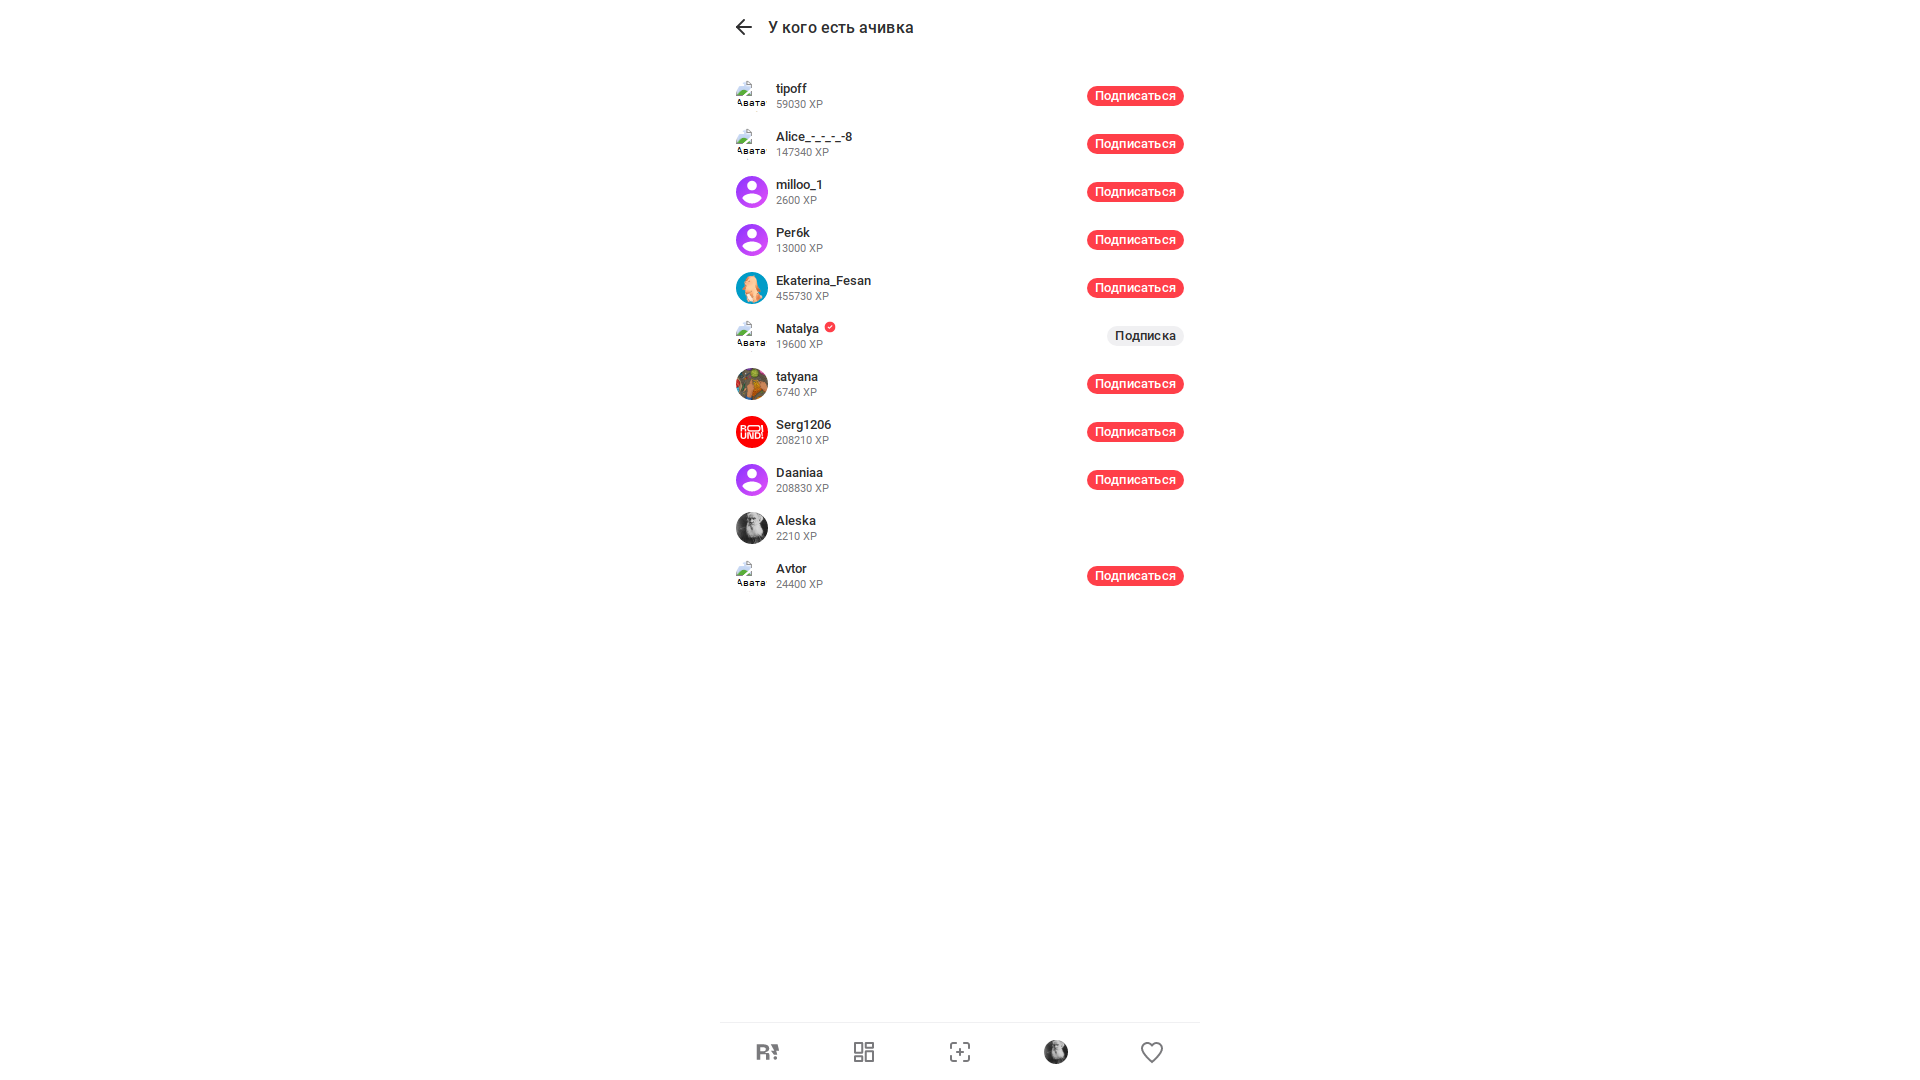 У кого есть ачивка
Авата
tipoff
59030 XP
Подписаться
Авата
Alice_-_-_-_-8
147340 XP
Подписаться
milloo_1
2600 XP
Подписаться
Per6k
13000 XP
Подписаться
Ekaterina_Fesan
455730 XP
Подписаться
Авата
Natalya
19600 XP
Подписка
tatyana
6740 XP
Подписаться
RO!
UND!
Serg1206
208210 XP
Подписаться
Daaniaa
208830 XP
Подписаться
Aleska
2210 XP
Авата
Avtor
24400 XP
Подписаться